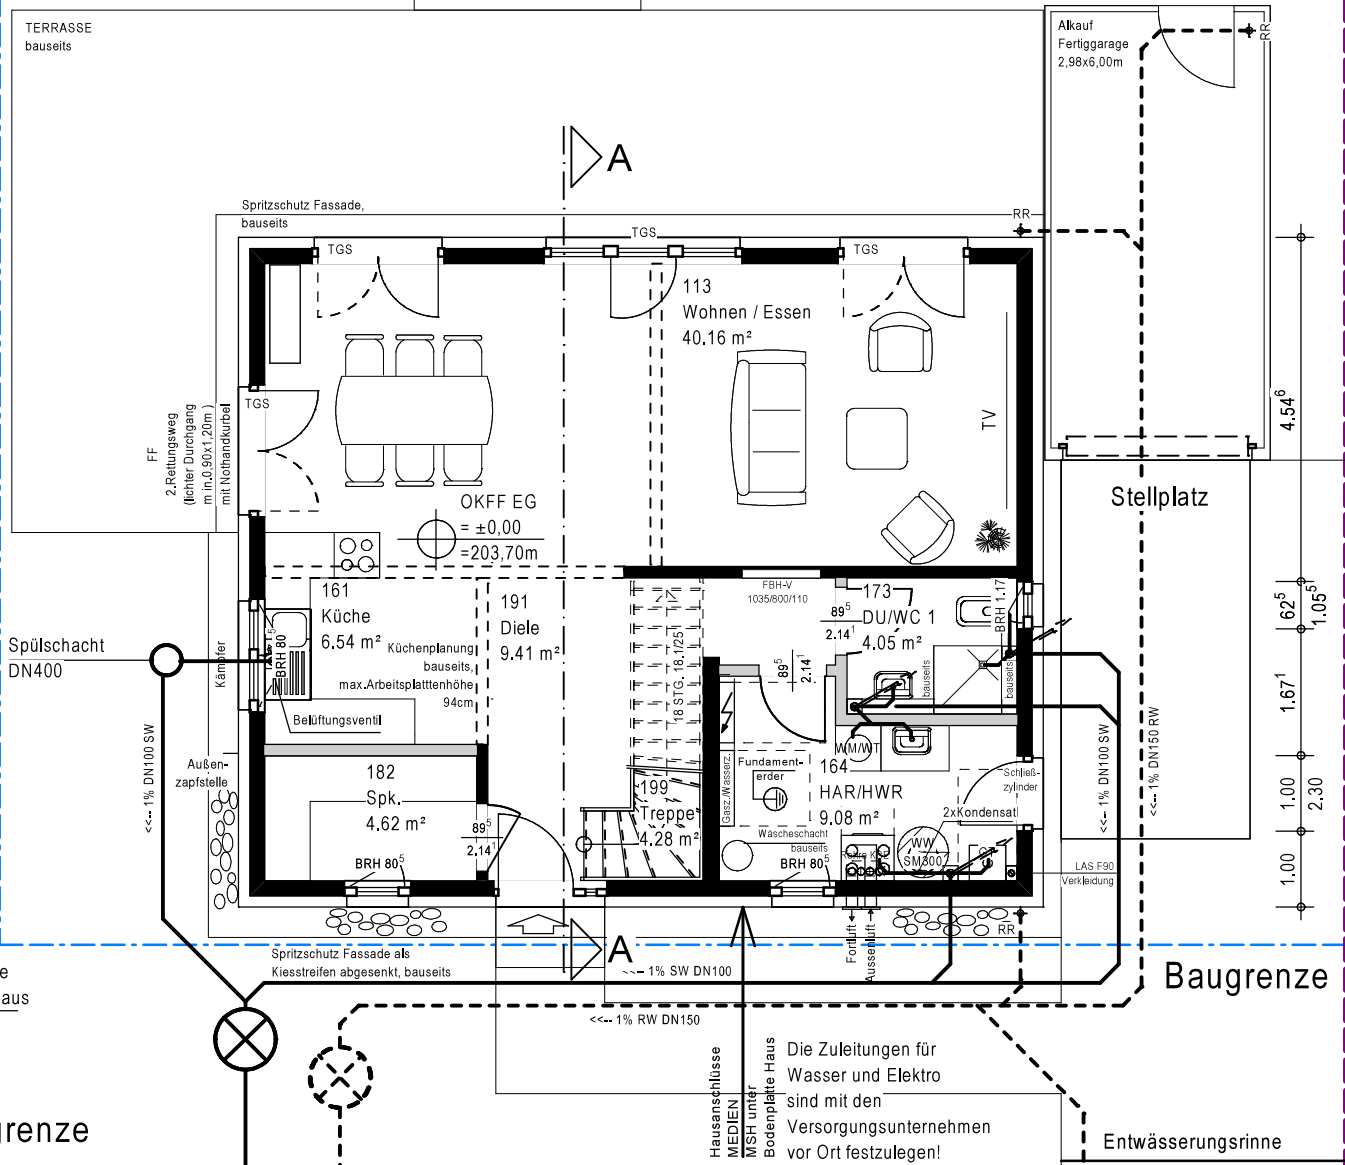 TERRASSE
bauseits
Alkauf
Fertiggarage
2,98x6,00m
RR
A
Spritzschutz Fassade,
bauseits
RR
TGS
TGS
TGS
113
Wohnen / Essen
40.16 m²
TGS
TV
FF
2.Rettungsweg
(lichter Durchgang
min.0,90x1,20m )
mit Nothandkurbel
4.54⁶
OKFF EG
= ±0,00
=203,70m
Stellplatz
161
Küche
6.54 m²
191
Diele
9.41 m²
FBH-V
1035/800/110
173
DU/WC 1
4.05 m²
89⁵
2.14¹
BRH 1.17
62⁵
1.05⁵
Spülschacht
DN400
Kämpfer
BRH 80
Küchenplanung
bauseits,
max.Arbeitsplatttenhöhe
94cm
18 STG. 18.1/25
89⁵
2.14¹
bauseits
bauseits
1.67¹
Belüftungsventil
<<-- 1% DN100 SW
Außen-
zapfstelle
182
Spk.
4.62 m²
89⁵
2.14¹
BRH 80⁵
199
Treppe
4.28 m²
Gasz./Wasserz.
Fundament-
erder
WM/WT
164
HAR/HWR
9.08 m²
Schließ-
zylinder
2xKondensat
Wäscheschacht
bauseits
BRH 80⁵
WW
SM300
LAS F90
Verkleidung
<<-- 1% DN100 SW
<<-- 1% DN150 RW
1.00
2.30
1.00
RR
Fortluft
Aussenluft
A
Spritzschutz Fassade als
Kiesstreifen abgesenkt, bauseits
<<-- 1% SW DN100
<<-- 1% RW DN150
Baugrenze
e
aus
Hausanschlüsse
MEDIEN
MSH unter
Bodenplatte Haus
Die Zuleitungen für
Wasser und Elektro
sind mit den
Versorgungsunternehmen
vor Ort festzulegen!
grenze
Entwässerungsrinne